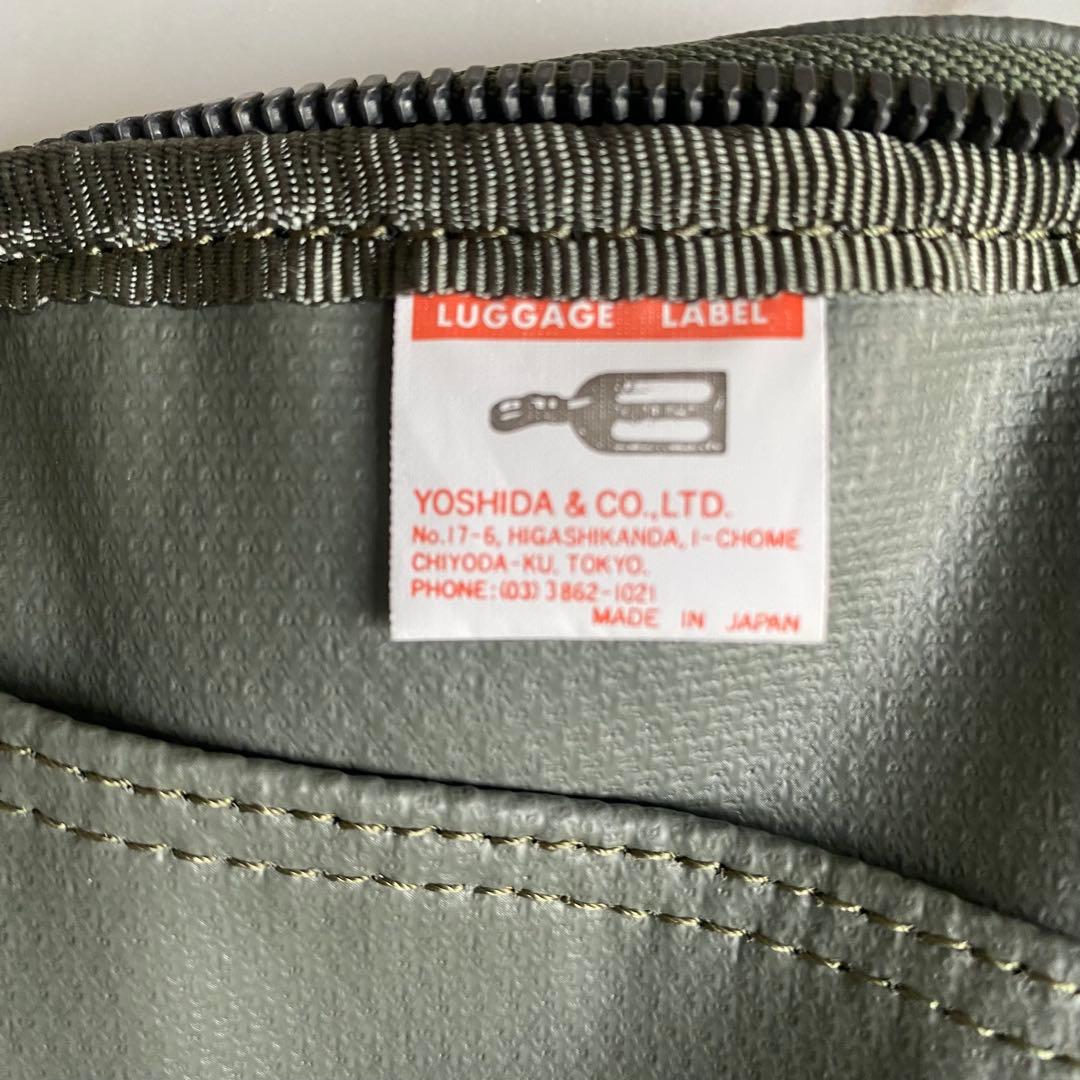 LUGGAGE LABEL
YOSHIDA & CO.,LTD.
No.17-6, HIGASHIKANDA, 1-CHOME
CHIYODA-KU, TOKYO.
PHONE:(03) 3862-1021
MADE IN JAPAN